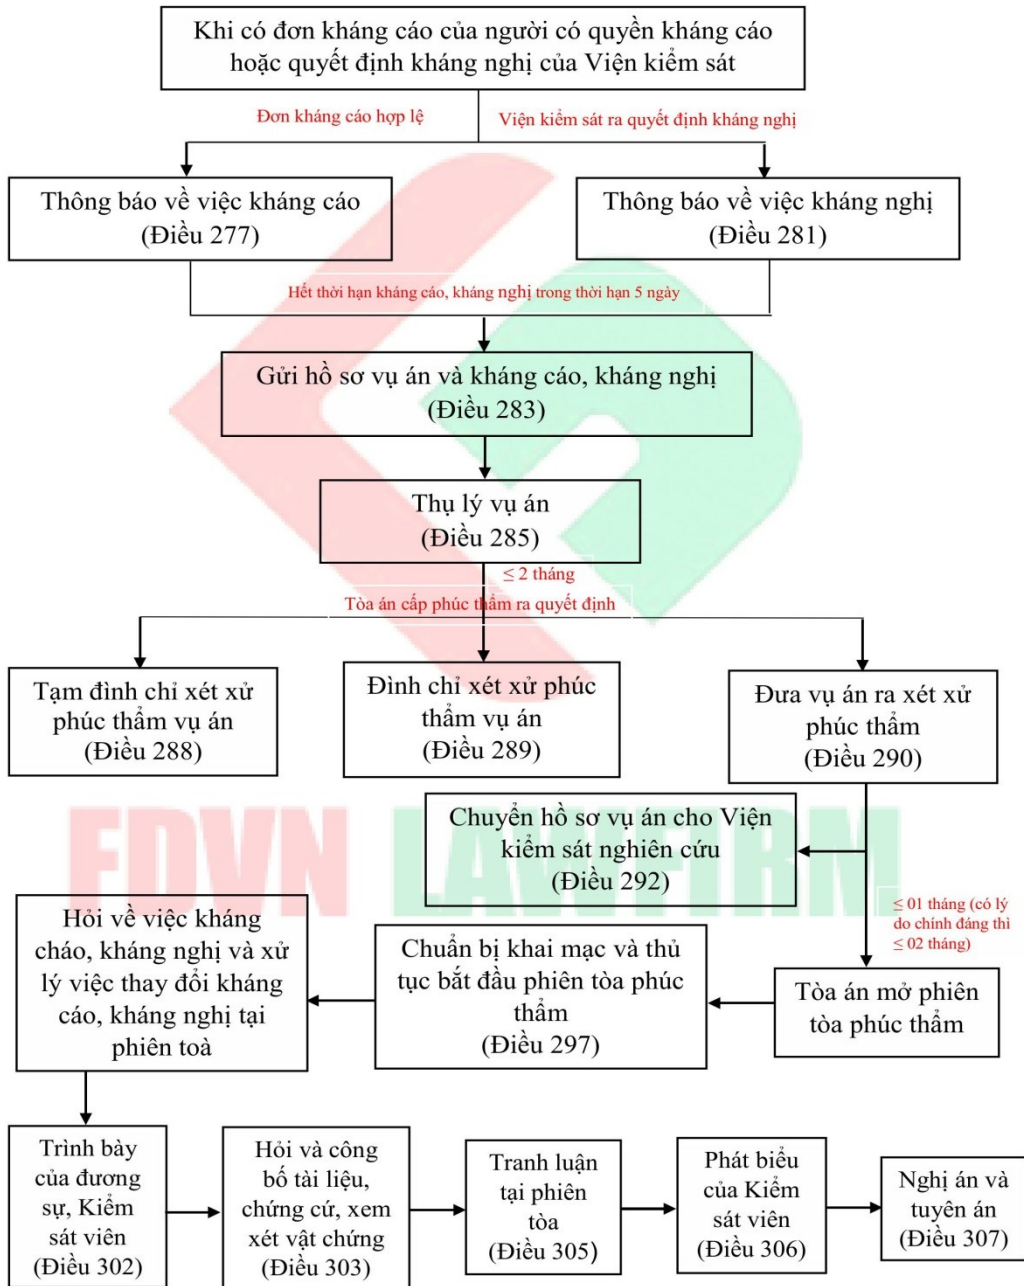 Khi có đơn kháng cáo của người có quyền kháng cáo
hoặc quyết định kháng nghị của Viện kiểm sát
Đơn kháng cáo hợp lệ
Viện kiểm sát ra quyết định kháng nghị
Thông báo về việc kháng cáo
(Điều 277)
Thông báo về việc kháng nghị
(Điều 281)
Hết thời hạn kháng cáo, kháng nghị trong thời hạn 5 ngày
Gửi hồ sơ vụ án và kháng cáo, kháng nghị
(Điều 283)
Thụ lý vụ án
(Điều 285)
≤ 2 tháng
Tòa án cấp phúc thẩm ra quyết định
Tạm đình chỉ xét xử
phúc thẩm vụ án
(Điều 288)
Đình chỉ xét xử phúc
thẩm vụ án
(Điều 289)
Đưa vụ án ra xét xử
phúc thẩm
(Điều 290)
Chuyển hồ sơ vụ án cho Viện
kiểm sát nghiên cứu
(Điều 292)
FDVN LAWFIRM
≤ 01 tháng (có lý
do chính đáng thì
≤ 02 tháng)
Tòa án mở phiên
tòa phúc thẩm
Chuẩn bị khai mạc và thủ
tục bắt đầu phiên tòa phúc
thẩm
(Điều 297)
Hỏi về việc kháng
cháo, kháng nghị và xử
lý việc thay đổi kháng
cáo, kháng nghị tại
phiên toà
Trình bày
của đương
sự, Kiểm
sát viên
(Điều 302)
Hỏi và công
bố tài liệu,
chứng cứ, xem
xét vật chứng
(Điều 303)
Tranh luận
tại phiên
tòa
(Điều 305)
Phát biểu
của Kiểm
sát viên
(Điều 306)
Nghị án và
tuyên án
(Điều 307)